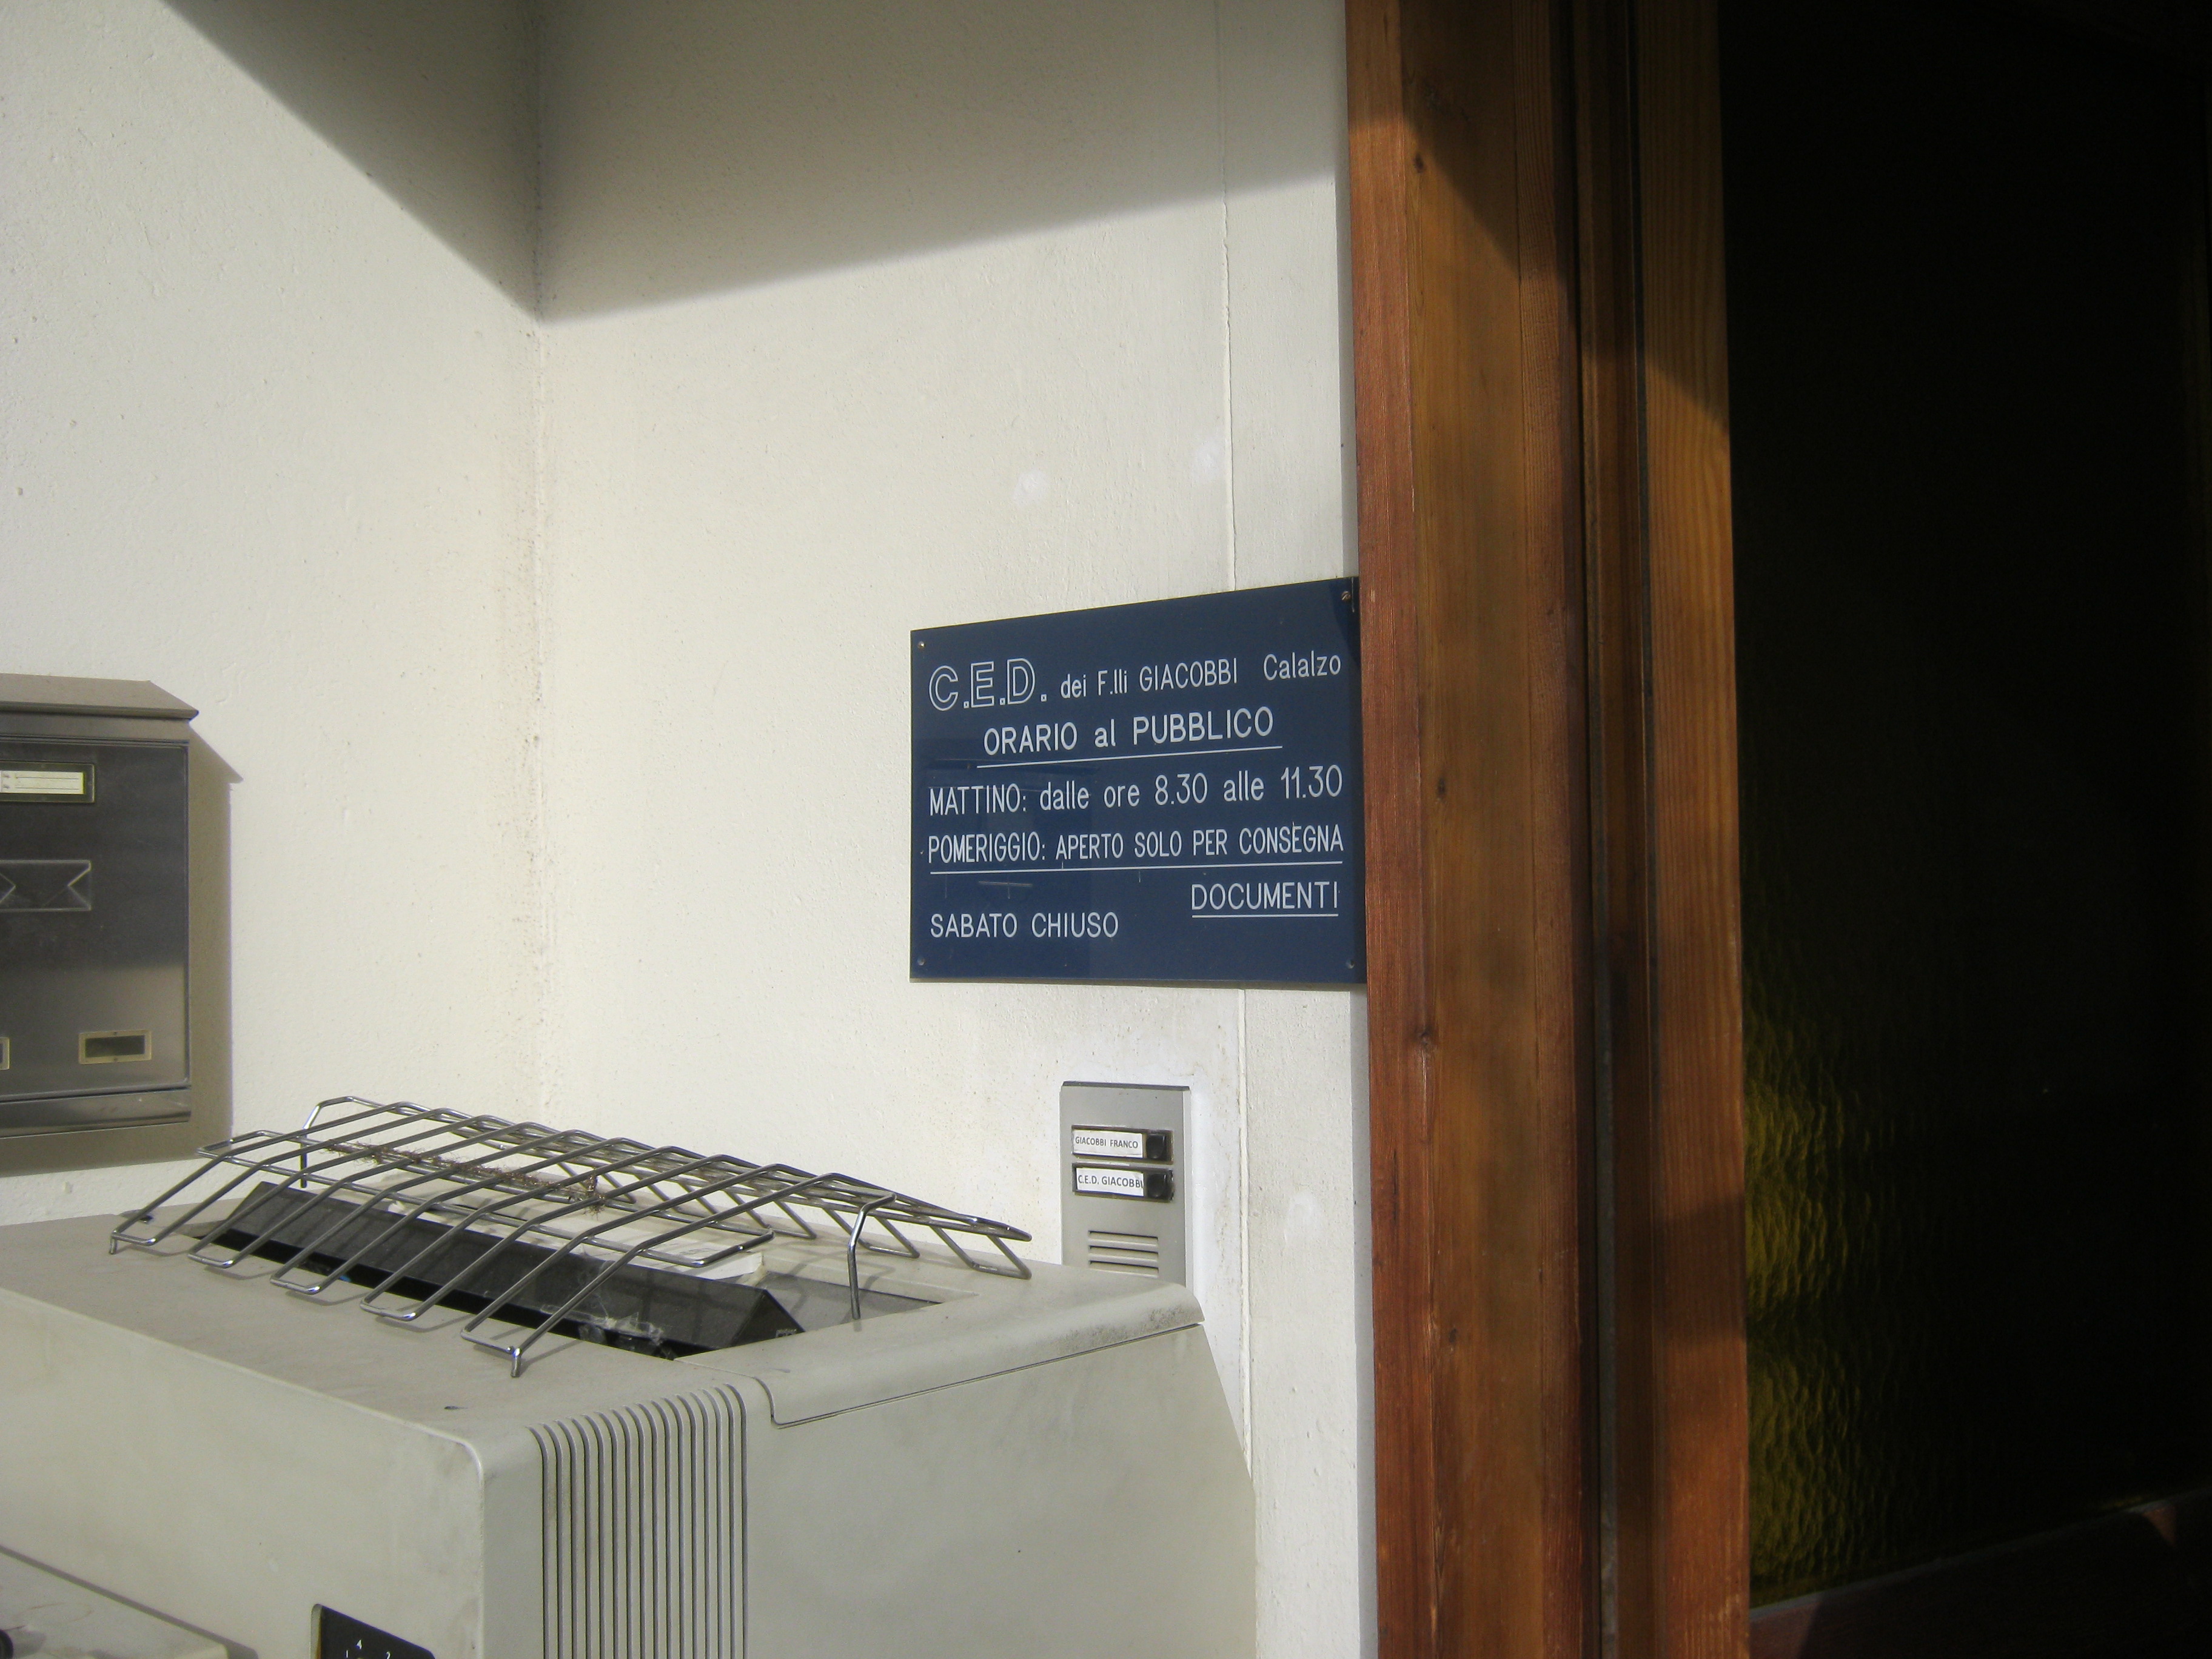 C.E.D. dei F.lli GIACOBBI Calalzo
ORARIO al PUBBLICO
MATTINO: dalle ore 8.30 alle 11.30
POMERIGGIO: APERTO SOLO PER CONSEGNA
DOCUMENTI
SABATO CHIUSO
GIACOBBI FRANCO
C.E.D. GIACOBBI
4